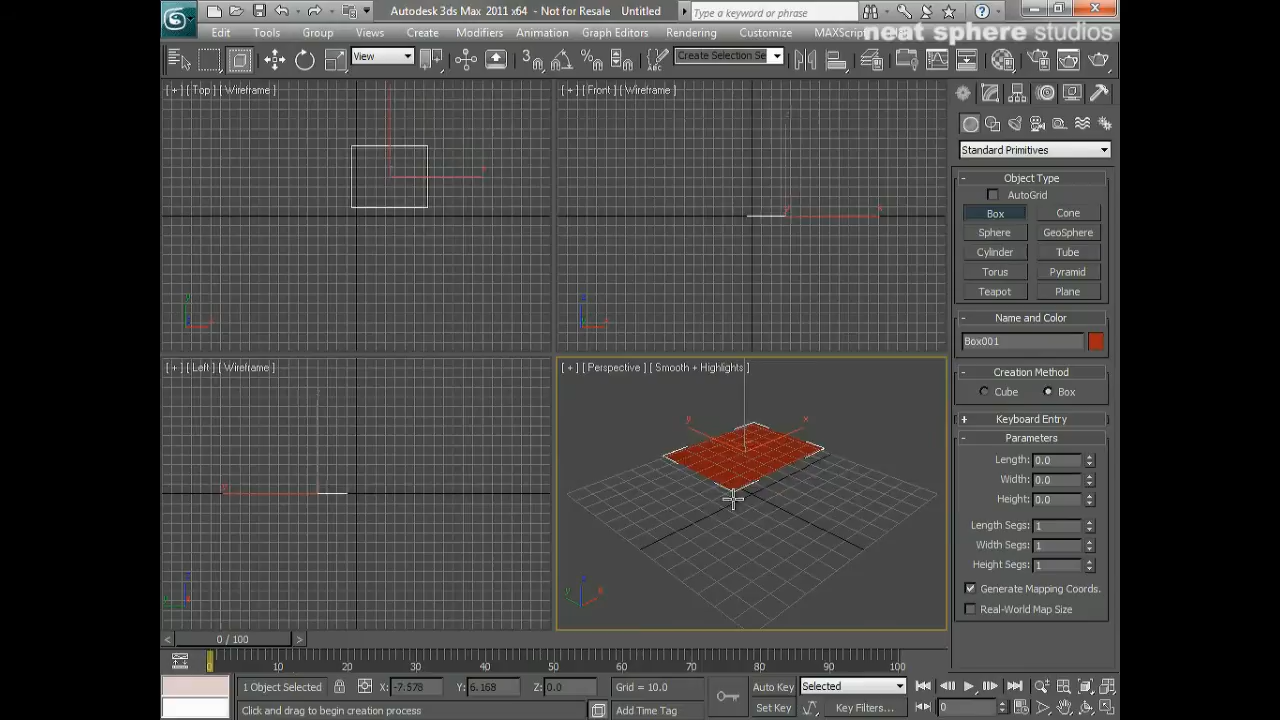 Autodesk 3ds Max 2011 x64 - Not for Resale Untitled
Type a keyword or phrase
Edit Tools Group Views Create Modifiers Animation Graph Editors Rendering Customize MAXScri
neat sphere studios
View
Create Selection Se
[ + ] [ Top ] [ Wireframe ]
[ + ] [ Front ] [ Wireframe ]
[ + ] [ Left ] [ Wireframe ]
[ + ] [ Perspective ] [ Smooth + Highlights ]
y x
Standard Primitives
Object Type
AutoGrid
Box Cone
Sphere GeoSphere
Cylinder Tube
Torus Pyramid
Teapot Plane
Name and Color
Box001
Creation Method
Cube Box
+ Keyboard Entry
Parameters
Length: 0.0
Width: 0.0
Height: 0.0
Length Segs: 1
Width Segs: 1
Height Segs: 1
Generate Mapping Coords.
Real-World Map Size
< 0 / 100 >
0 10 20 30 40 50 60 70 80 90 100
1 Object Selected X: -7.578 Y: 6.168 Z: 0.0 Grid = 10.0 Auto Key Selected
Click and drag to begin creation process Add Time Tag Set Key Key Filters... 0